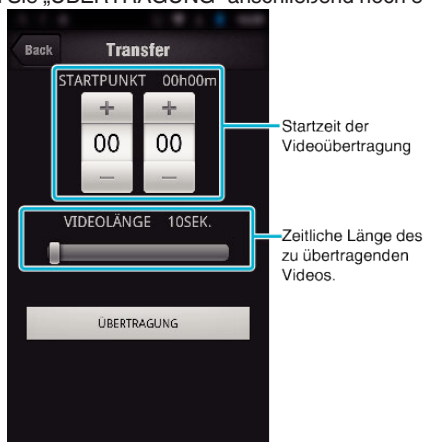 „ÜBERTRAGUNG" anschließend noch
Back
Transfer
STARTPUNKT 00h00m
+ +
00 00
— —
Startzeit der
Videoübertragung
VIDEOLÄNGE 10SEK.
Zeitliche Länge des
zu übertragenden
Videos.
ÜBERTRAGUNG